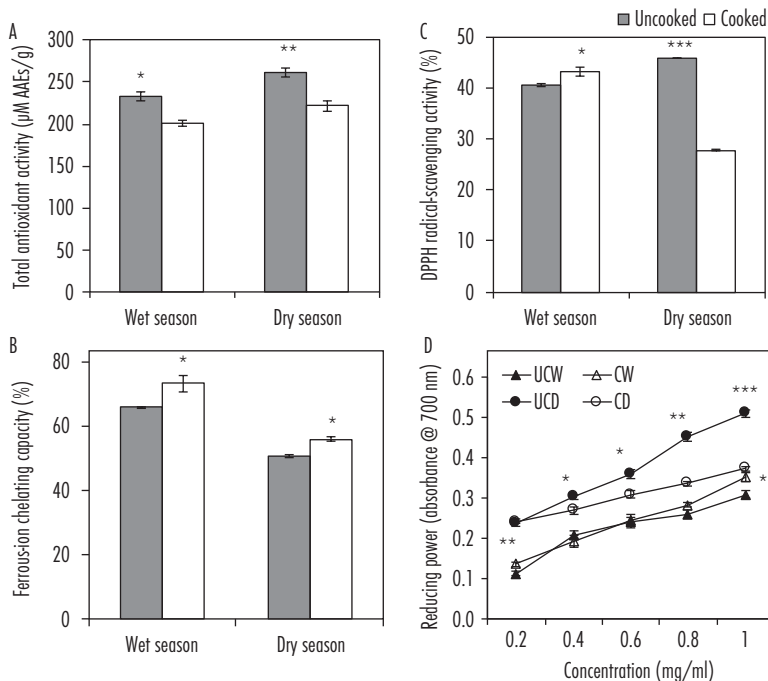 Uncooked Cooked
A
Total antioxidant activity (µM AAEs/g)
300
250
200
150
100
50
0
*
**
Wet season Dry season
C
DPPH radical-scavenging activity (%)
50
40
30
20
10
0
*
***
Wet season Dry season
B
Ferrous-ion chelating capacity (%)
80
60
40
20
0
*
*
Wet season Dry season
D
Reducing power (absorbance @ 700 nm)
0.6
0.5
0.4
0.3
0.2
0.1
0
UCW CW
UCD CD
**
*
*
**
***
*
0.2 0.4 0.6 0.8 1
Concentration (mg/ml)